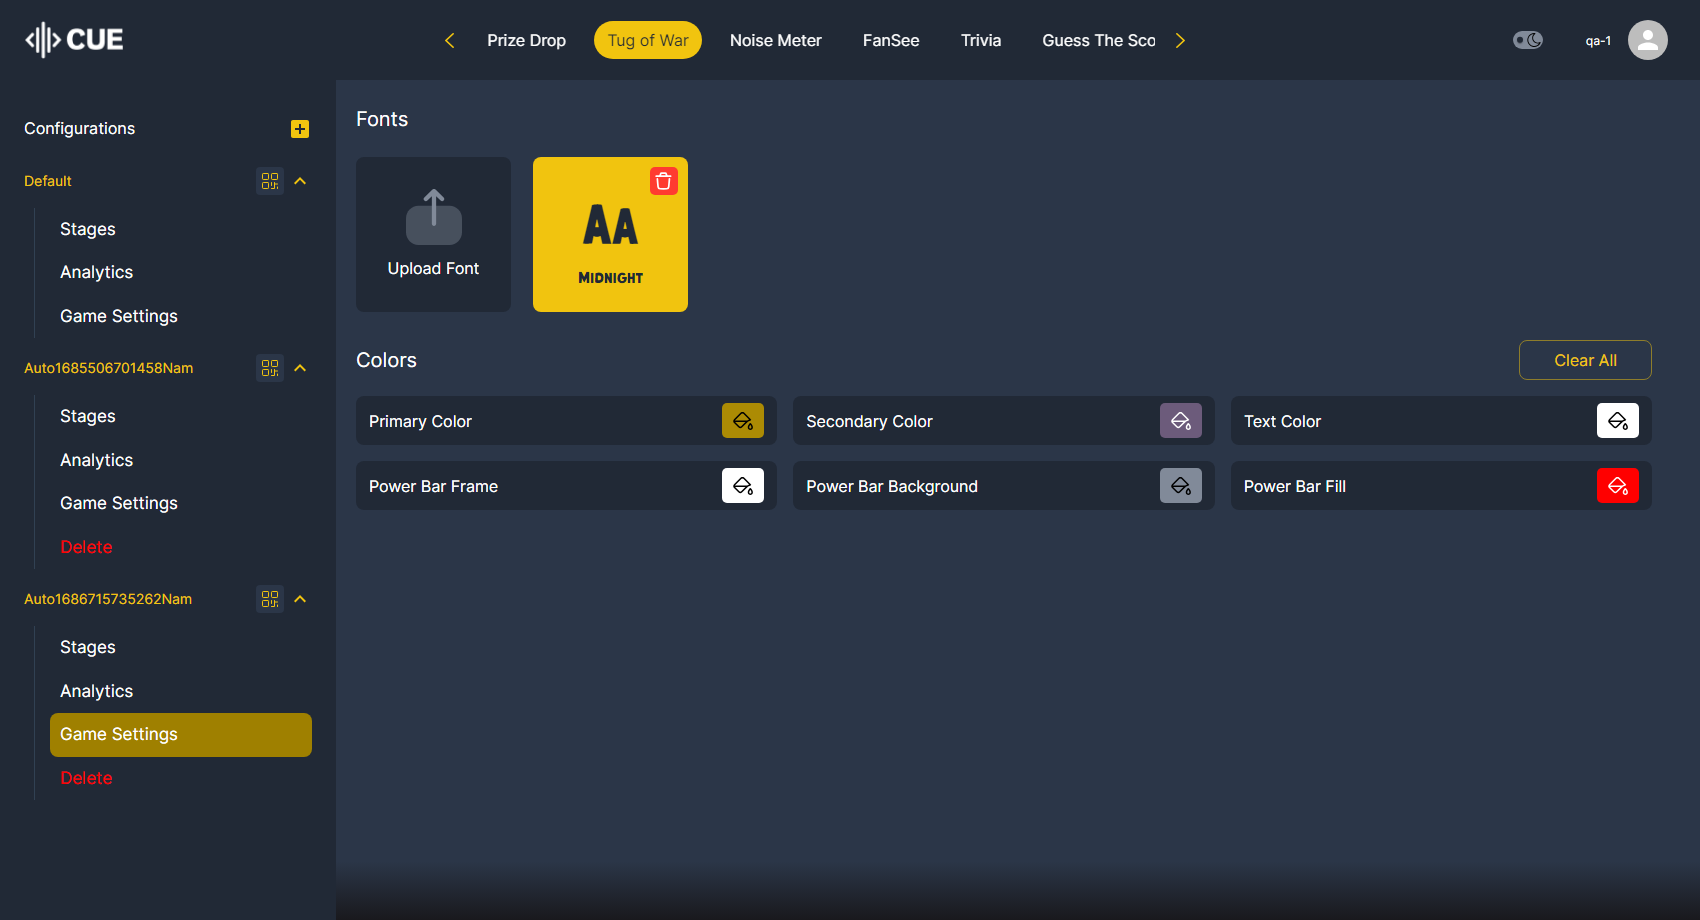 CUE
Prize Drop
Tug of War
Noise Meter
FanSee
Trivia
Guess The Sco
qa-1
Configurations
Default
Stages
Analytics
Game Settings
Auto1685506701458Nam
Stages
Analytics
Game Settings
Delete
Auto1686715735262Nam
Stages
Analytics
Game Settings
Delete
Fonts
Upload Font
AA
MIDNIGHT
Colors
Clear All
Primary Color
Secondary Color
Text Color
Power Bar Frame
Power Bar Background
Power Bar Fill